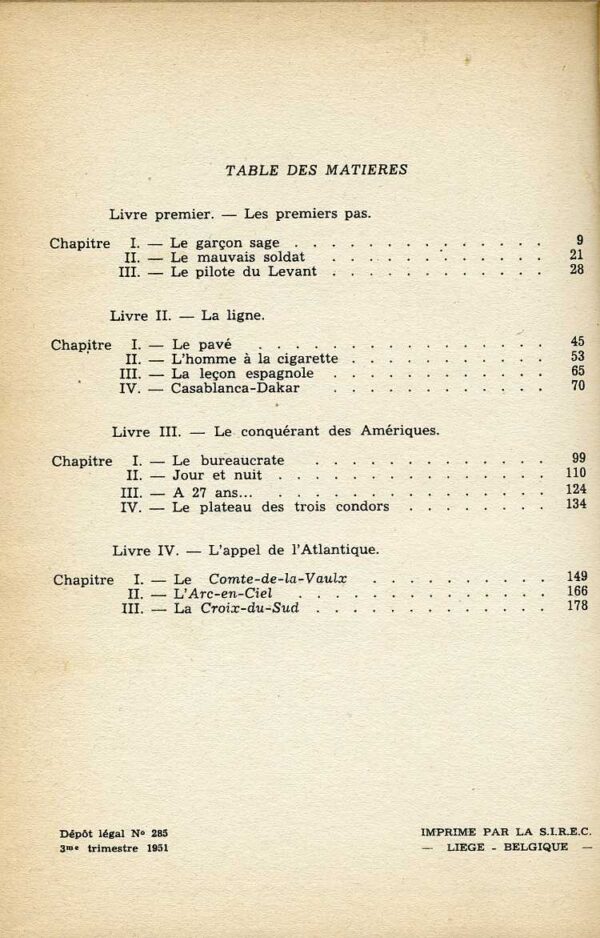 TABLE DES MATIERES
Livre premier. — Les premiers pas.
Chapitre I. — Le garçon sage . . . . . . . . . . . . . . 9
II. — Le mauvais soldat . . . . . . . . . . . . . 21
III. — Le pilote du Levant . . . . . . . . . . . . 28
Livre II. — La ligne.
Chapitre I. — Le pavé . . . . . . . . . . . . . . . . 45
II. — L'homme à la cigarette . . . . . . . . . . . 53
III. — La leçon espagnole . . . . . . . . . . . . 65
IV. — Casablanca-Dakar . . . . . . . . . . . . 70
Livre III. — Le conquérant des Amériques.
Chapitre I. — Le bureaucrate . . . . . . . . . . . . . 99
II. — Jour et nuit . . . . . . . . . . . . . . . 110
III. — A 27 ans... . . . . . . . . . . . . . . 124
IV. — Le plateau des trois condors . . . . . . . . 134
Livre IV. — L'appel de l'Atlantique.
Chapitre I. — Le Comte-de-la-Vaulx . . . . . . . . . . 149
II. — L'Arc-en-Ciel . . . . . . . . . . . . . . 166
III. — La Croix-du-Sud . . . . . . . . . . . . . 178
Dépôt légal Nº 285
3me trimestre 1951
IMPRIME PAR LA S.I.R.E.C.
— LIEGE - BELGIQUE —